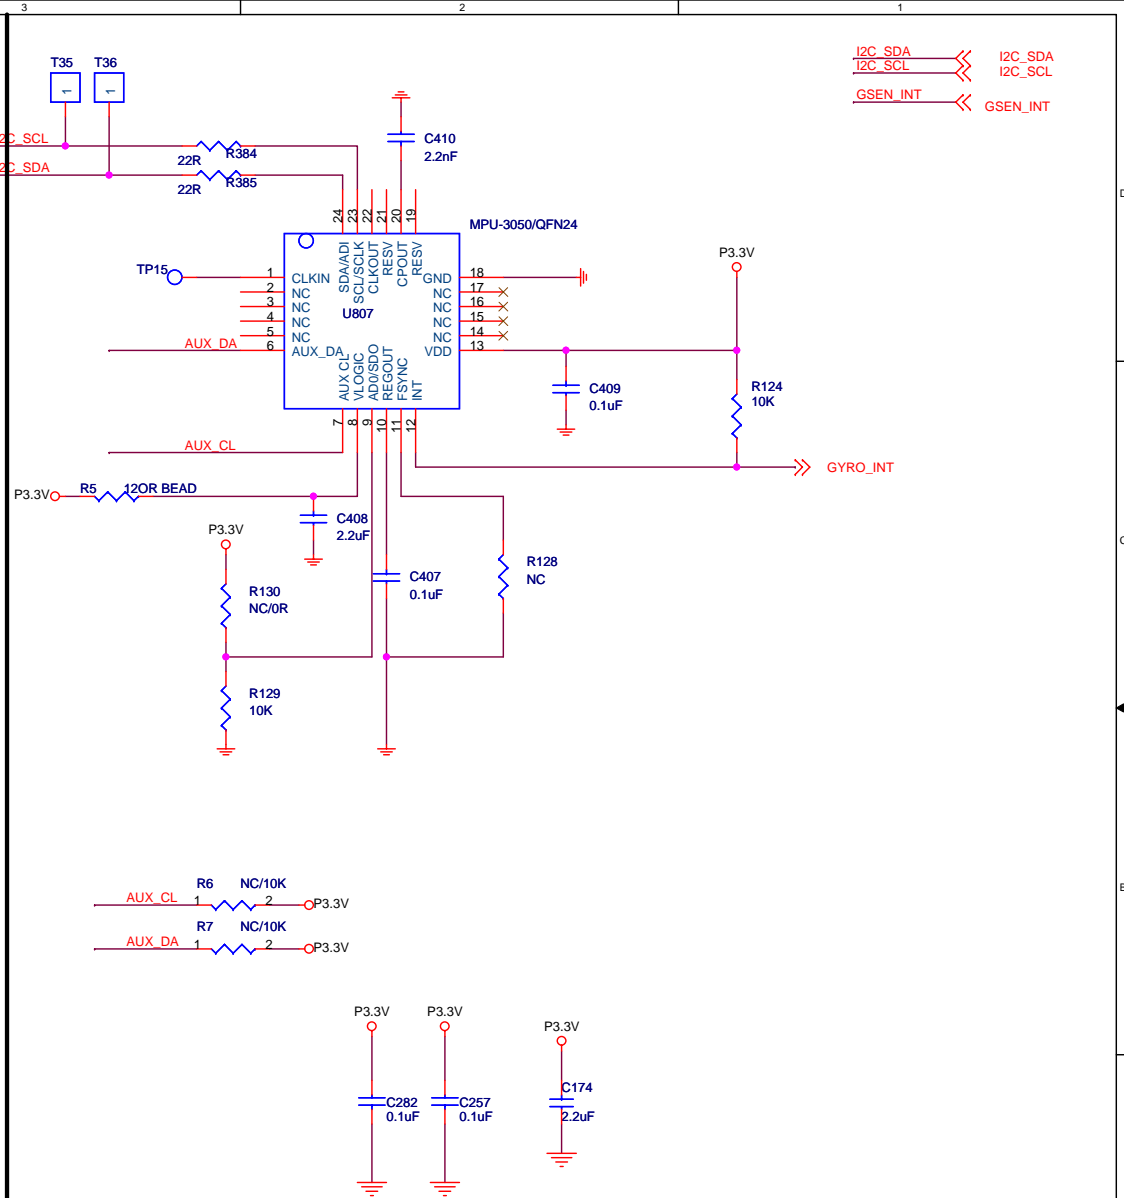 3
2
1
T35
T36
1
1
I2C_SDA
I2C_SCL
GSEN_INT
I2C_SDA
I2C_SCL
GSEN_INT
2C_SCL
2C_SDA
22R
R384
22R
R385
C410
2.2nF
D
MPU-3050/QFN24
24
23
22
21
20
19
SDA/ADI
SCL/SCLK
CLKOUT
RESV
CPOUT
RESV
TP15
1
CLKIN
2
NC
3
NC
4
NC
5
NC
AUX_DA
6
AUX_DA
U807
GND
18
NC
17
NC
16
NC
15
NC
14
VDD
13
AUX CL
VLOGIC
AD0/SDO
REGOUT
FSYNC
INT
7
8
9
10
11
12
P3.3V
C409
0.1uF
R124
10K
AUX_CL
GYRO_INT
P3.3V
R5
12OR BEAD
C408
2.2uF
P3.3V
C
R130
NC/0R
C407
0.1uF
R128
NC
R129
10K
R6
NC/10K
AUX_CL
1
2
P3.3V
B
R7
NC/10K
AUX_DA
1
2
P3.3V
P3.3V
P3.3V
P3.3V
C282
0.1uF
C257
0.1uF
C174
2.2uF